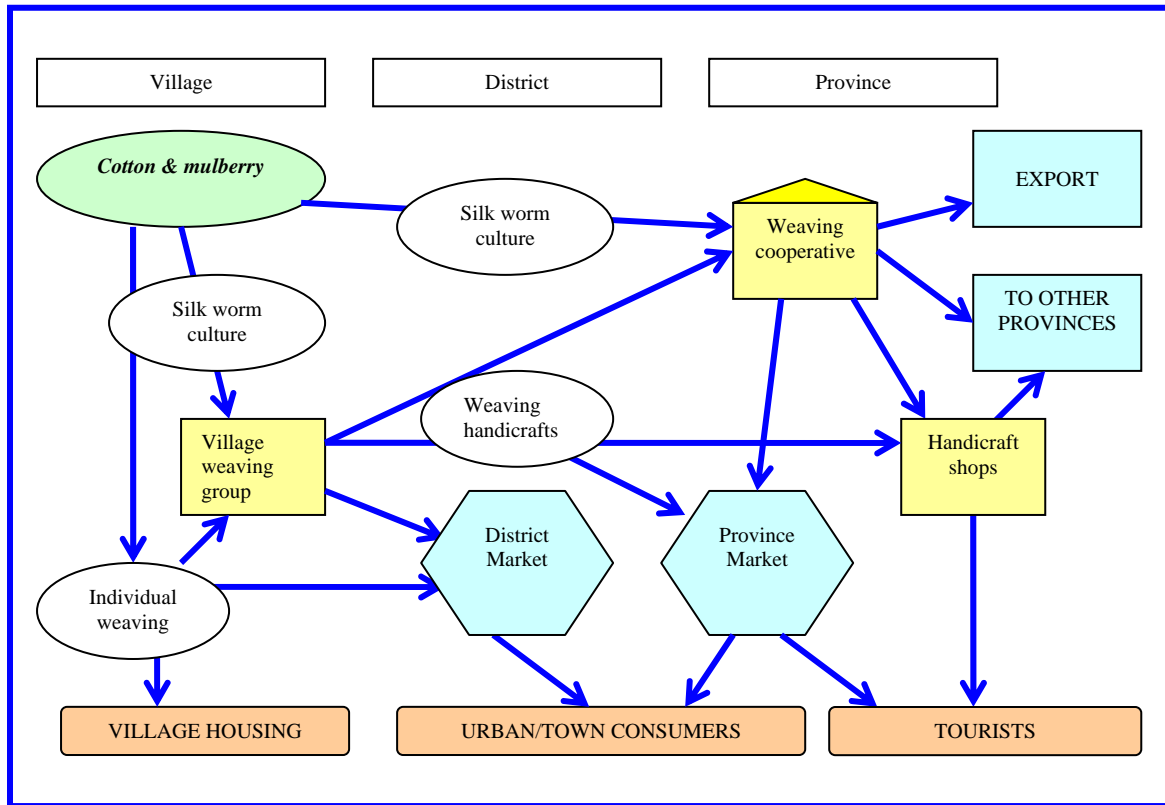 Village
District
Province
Cotton & mulberry
Silk worm
culture
Weaving
cooperative
EXPORT
Silk worm
culture
TO OTHER
PROVINCES
Weaving
handicrafts
Village
weaving
group
Handicraft
shops
District
Market
Province
Market
Individual
weaving
VILLAGE HOUSING
URBAN/TOWN CONSUMERS
TOURISTS